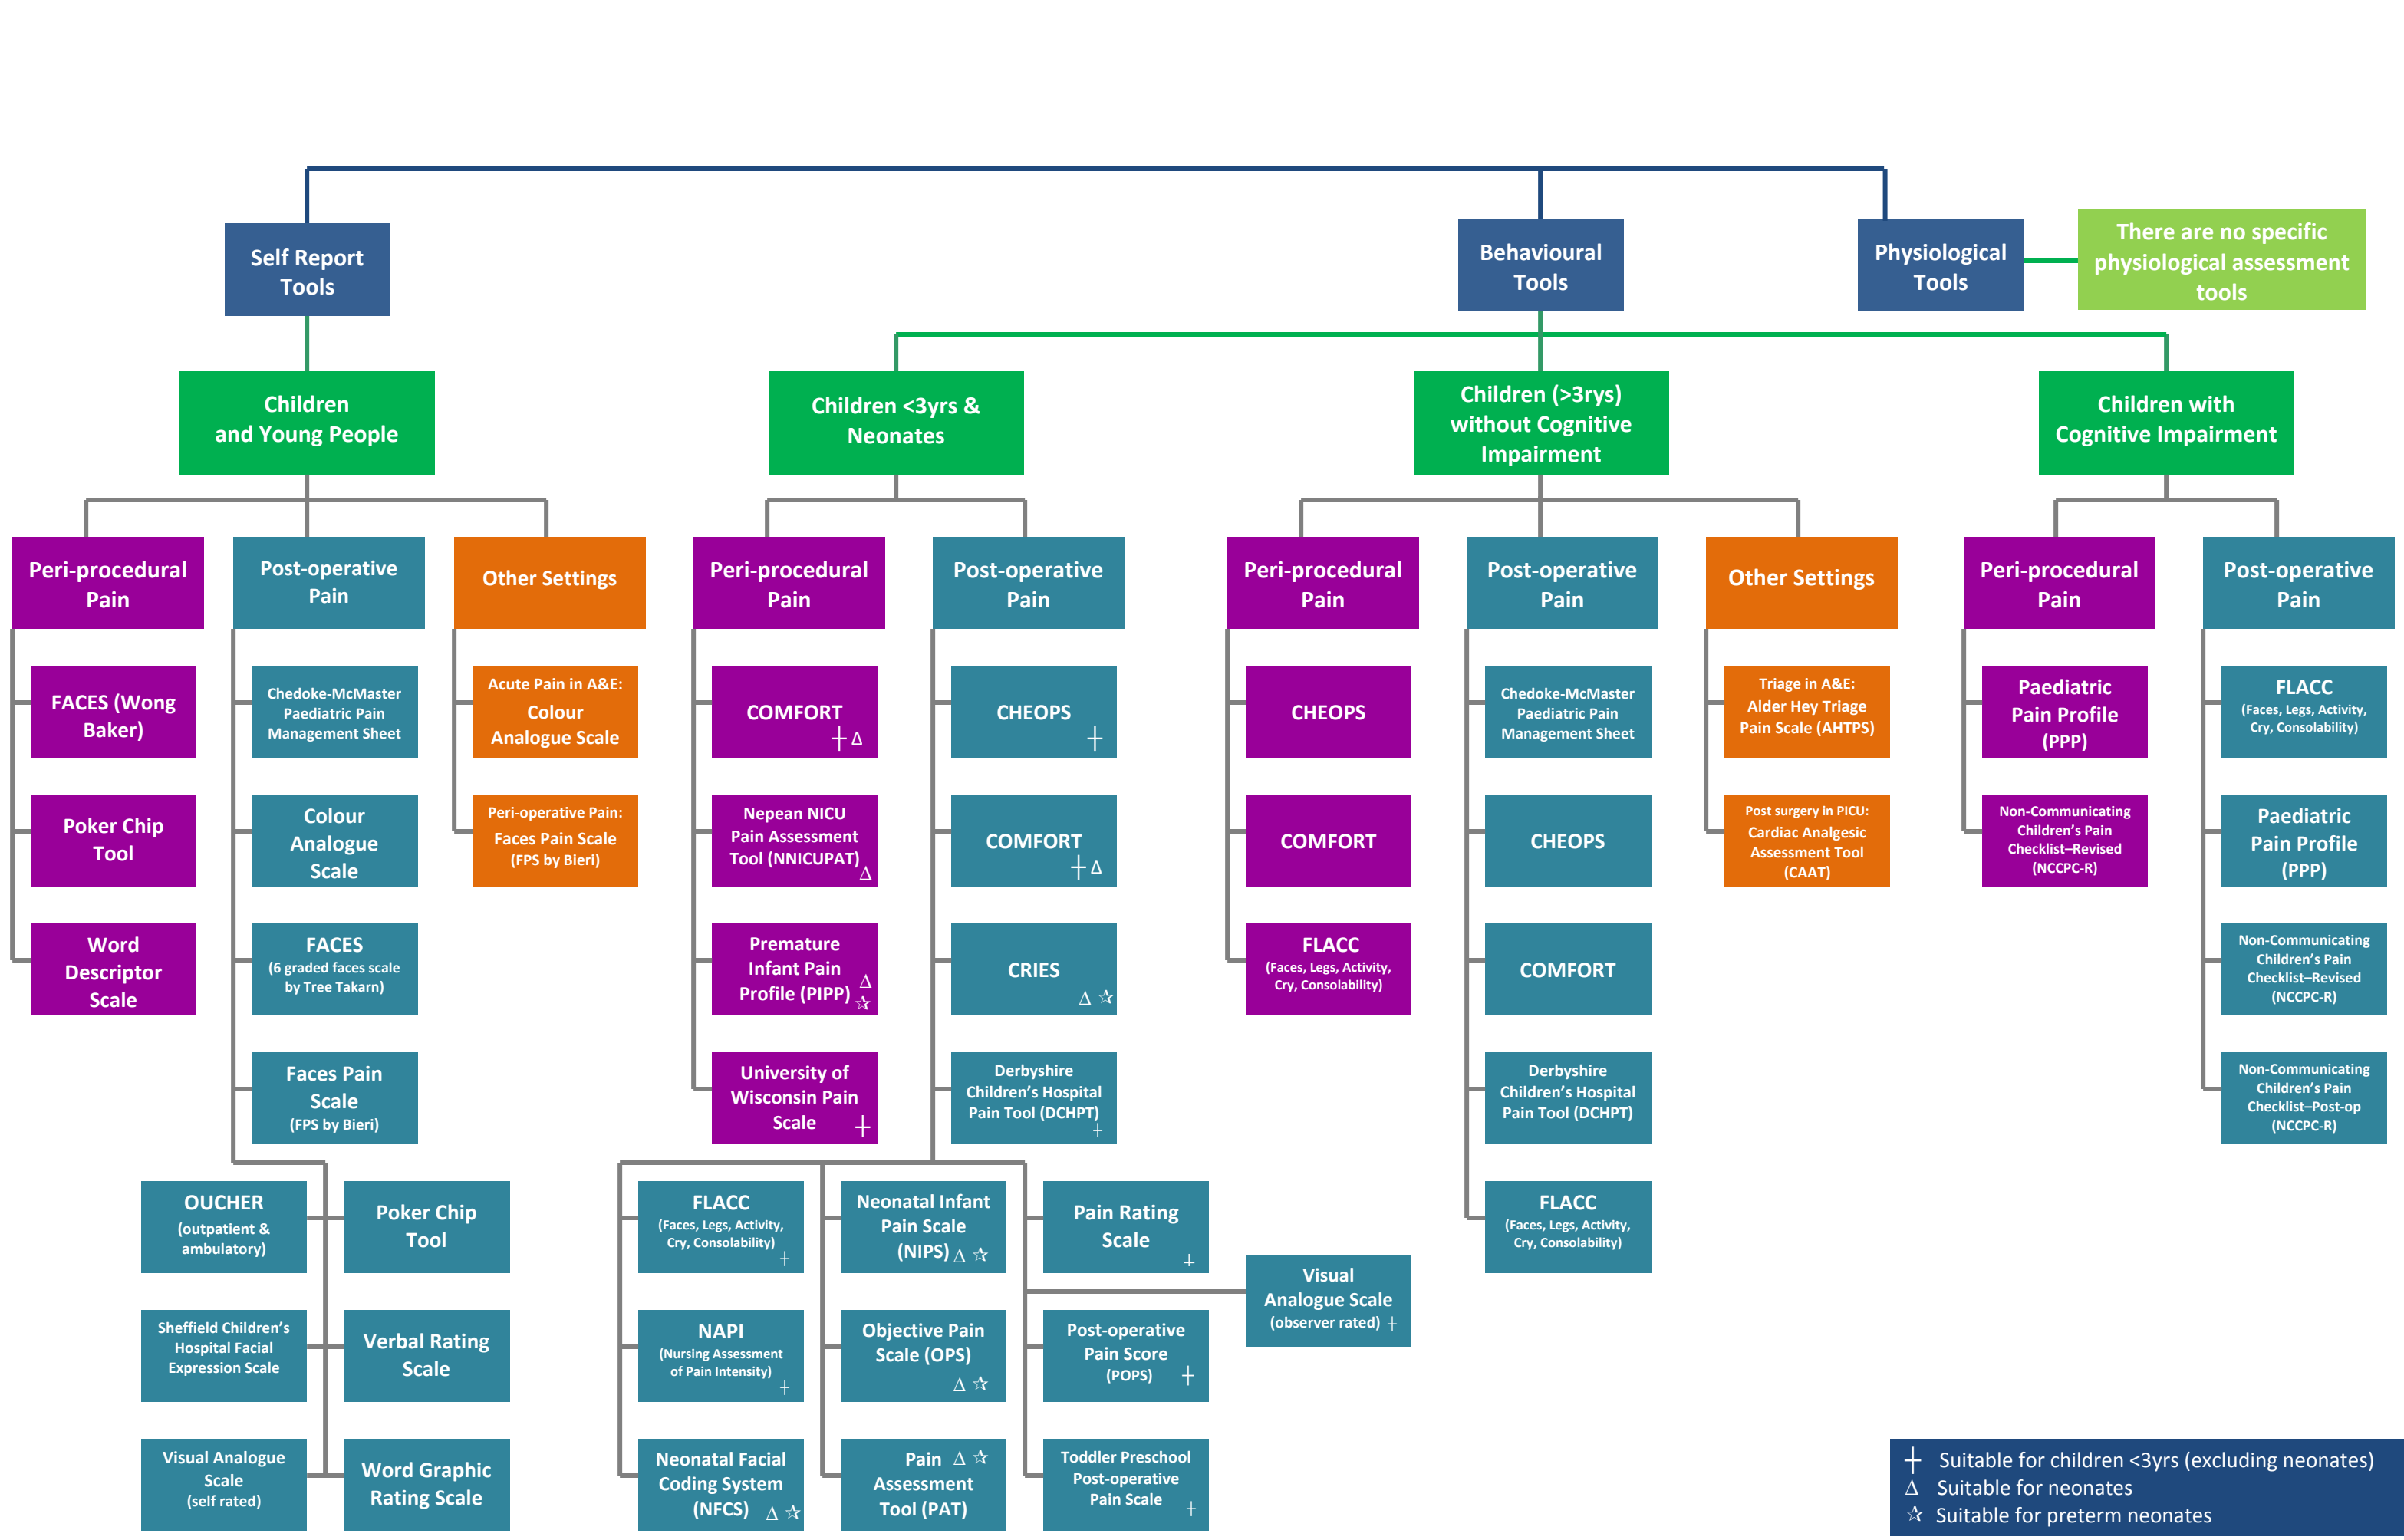 Self Report
Tools
Behavioural
Tools
Physiological
Tools
There are no specific
physiological assessment
tools
Children
and Young People
Children <3yrs &
Neonates
Children (>3rys)
without Cognitive
Impairment
Children with
Cognitive Impairment
Peri-procedural
Pain
Post-operative
Pain
Other Settings
Peri-procedural
Pain
Post-operative
Pain
Peri-procedural
Pain
Post-operative
Pain
Other Settings
Peri-procedural
Pain
Post-operative
Pain
FACES (Wong
Baker)
Poker Chip
Tool
Word
Descriptor
Scale
Chedoke-McMaster
Paediatric Pain
Management Sheet
Colour
Analogue
Scale
FACES
(6 graded faces scale
by Tree Takarn)
Faces Pain
Scale
(FPS by Bieri)
OUCHER
(outpatient &
ambulatory)
Poker Chip
Tool
Sheffield Children’s
Hospital Facial
Expression Scale
Verbal Rating
Scale
Visual Analogue
Scale
(self rated)
Word Graphic
Rating Scale
Acute Pain in A&E:
Colour
Analogue Scale
Peri-operative Pain:
Faces Pain Scale
(FPS by Bieri)
COMFORT
┼ Δ
Nepean NICU
Pain Assessment
Tool (NNICUPAT) Δ
Premature
Infant Pain
Profile (PIPP) Δ
☆
University of
Wisconsin Pain
Scale ┼
CHEOPS
┼
COMFORT
┼ Δ
CRIES
Δ ☆
Derbyshire
Children’s Hospital
Pain Tool (DCHPT)
┼
FLACC
(Faces, Legs, Activity,
Cry, Consolability)
┼
Neonatal Infant
Pain Scale
(NIPS) Δ ☆
Pain Rating
Scale
┼
Visual
Analogue Scale
(observer rated) ┼
NAPI
(Nursing Assessment
of Pain Intensity)
┼
Objective Pain
Scale (OPS)
Δ ☆
Post-operative
Pain Score
(POPS) ┼
Neonatal Facial
Coding System
(NFCS) Δ ☆
Pain Δ ☆
Assessment
Tool (PAT)
Toddler Preschool
Post-operative
Pain Scale ┼
CHEOPS
COMFORT
FLACC
(Faces, Legs, Activity,
Cry, Consolability)
Chedoke-McMaster
Paediatric Pain
Management Sheet
CHEOPS
COMFORT
Derbyshire
Children’s Hospital
Pain Tool (DCHPT)
FLACC
(Faces, Legs, Activity,
Cry, Consolability)
Triage in A&E:
Alder Hey Triage
Pain Scale (AHTPS)
Post surgery in PICU:
Cardiac Analgesic
Assessment Tool
(CAAT)
Paediatric
Pain Profile
(PPP)
Non-Communicating
Children’s Pain
Checklist–Revised
(NCCPC-R)
FLACC
(Faces, Legs, Activity,
Cry, Consolability)
Paediatric
Pain Profile
(PPP)
Non-Communicating
Children’s Pain
Checklist–Revised
(NCCPC-R)
Non-Communicating
Children’s Pain
Checklist–Post-op
(NCCPC-R)
┼ Suitable for children <3yrs (excluding neonates)
Δ Suitable for neonates
☆ Suitable for preterm neonates